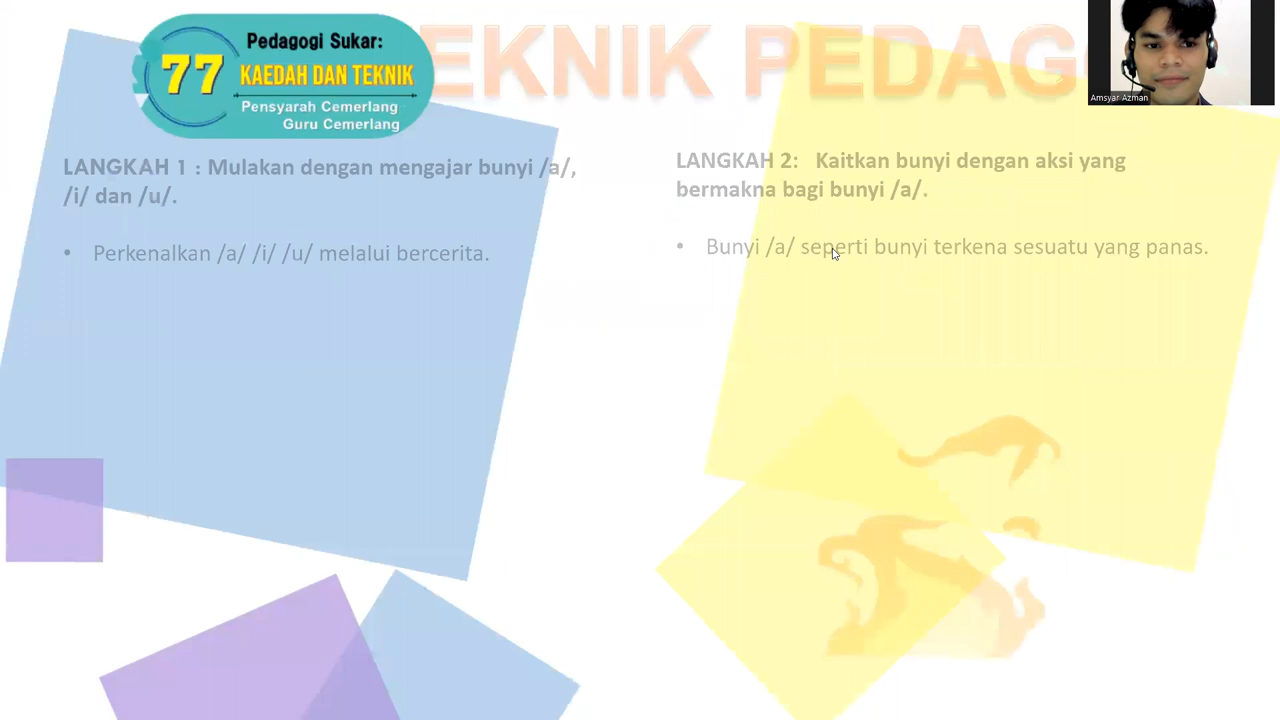 TEKNIK PEDAG
Pedagogi Sukar:
77 KAEDAH DAN TEKNIK
Pensyarah Cemerlang
Guru Cemerlang
Amsyar Azman
LANGKAH 1 : Mulakan dengan mengajar bunyi /a/,
/i/ dan /u/.
• Perkenalkan /a/ /i/ /u/ melalui bercerita.
LANGKAH 2: Kaitkan bunyi dengan aksi yang
bermakna bagi bunyi /a/.
• Bunyi /a/ seperti bunyi terkena sesuatu yang panas.